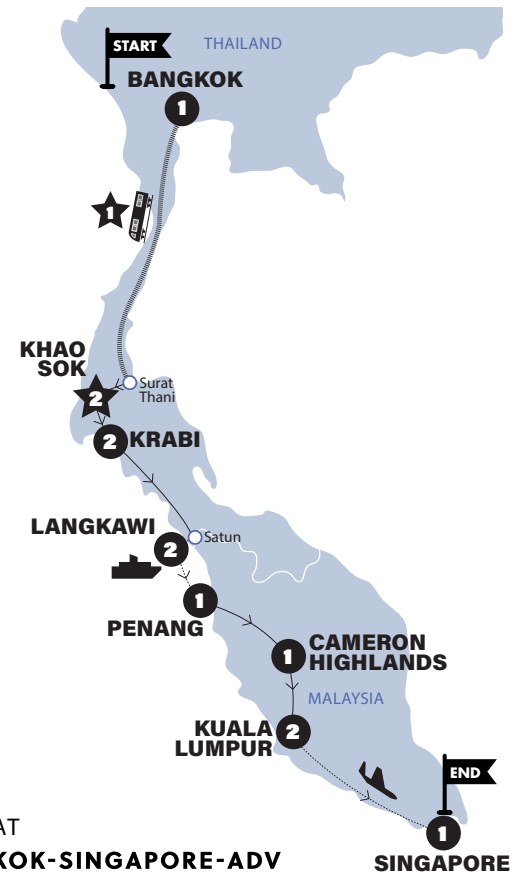 START
THAILAND
BANGKOK
1
1
KHAO
SOK
2
Surat
Thani
2
KRABI
LANGKAWI
2
Satun
1
PENANG
1
CAMERON
HIGHLANDS
MALAYSIA
KUALA
LUMPUR
2
END
1
SINGAPORE
AT
KOK-SINGAPORE-ADV